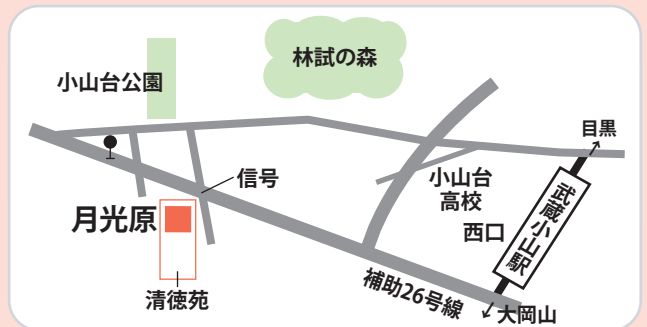 林試の森
小山台公園
目黒
信号
小山台
高校
武蔵小山駅
月光原
西口
補助26号線
清徳苑
大岡山